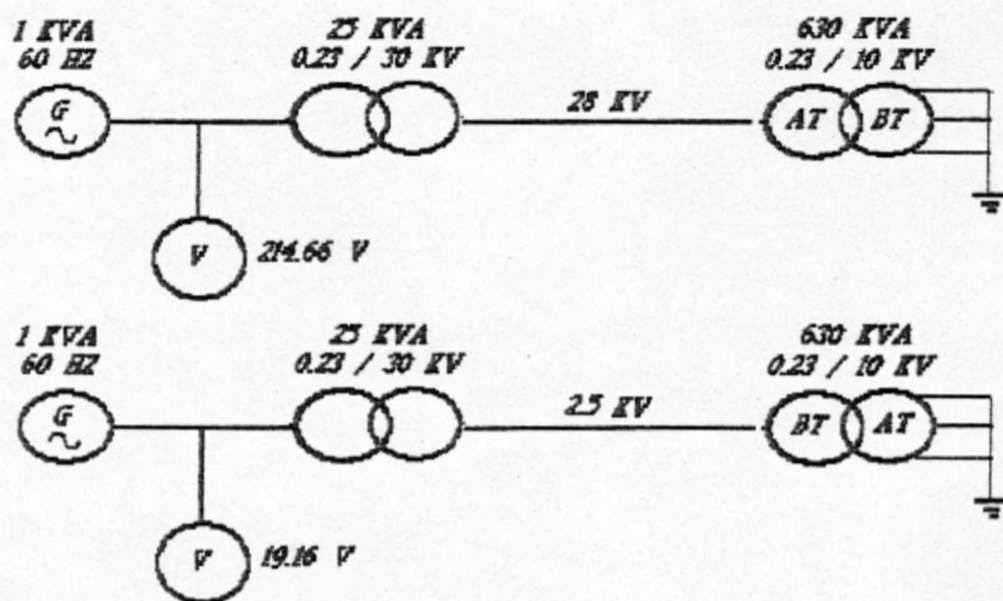 1 KVA
60 HZ
25 KVA
0.23 / 30 KV
630 KVA
0.23 / 10 KV
G
28 KV
AT
BT
V
214.66 V
1 KVA
60 HZ
25 KVA
0.23 / 30 KV
630 KVA
0.23 / 10 KV
G
2.5 KV
BT
AT
V
19.16 V